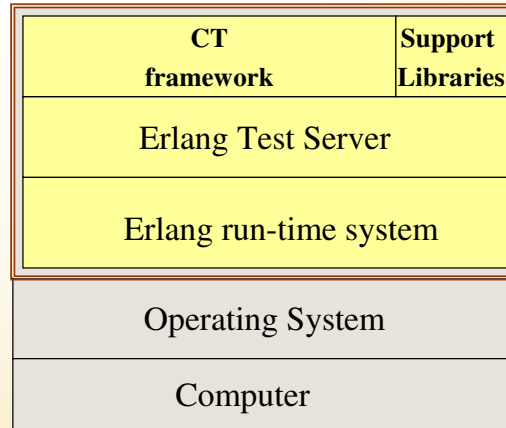 CT
framework
Support
Libraries
Erlang Test Server
Erlang run-time system
Operating System
Computer